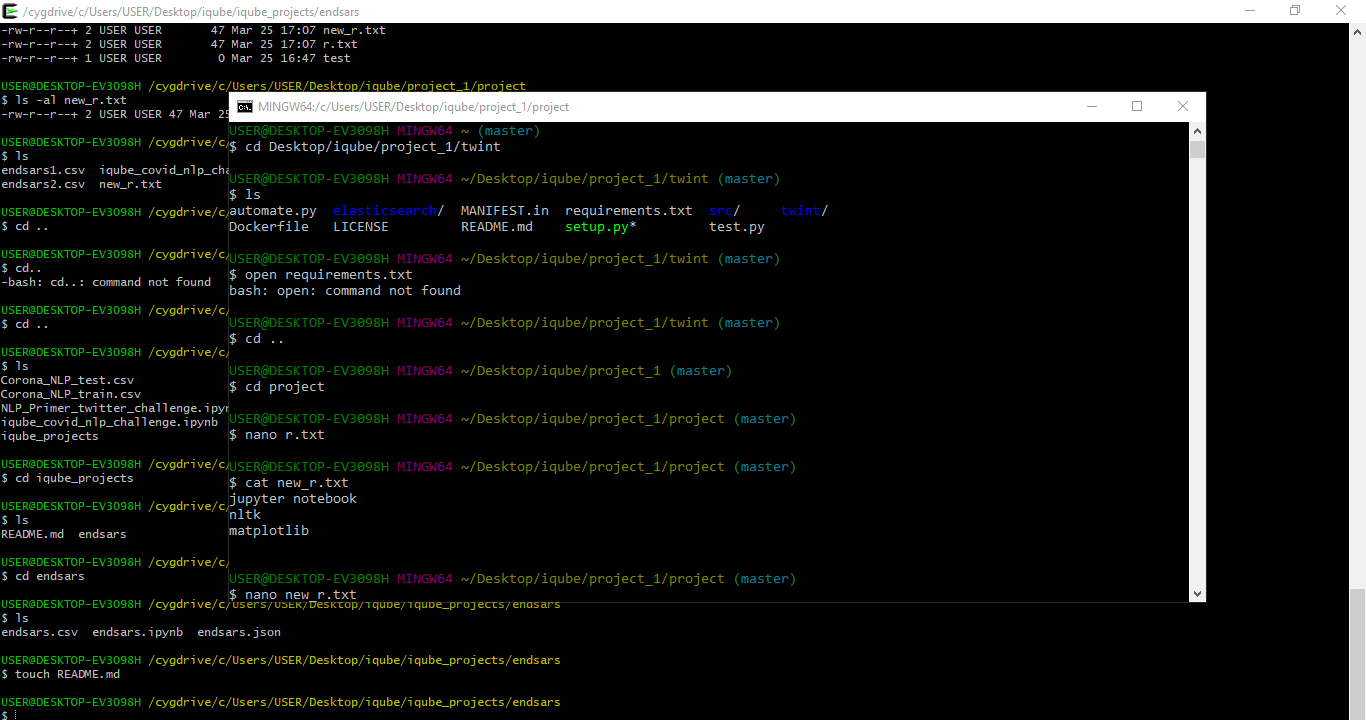 /cygdrive/c/Users/USER/Desktop/iqube/iqube_projects/endsars
-rw-r--r--+ 2 USER USER       47 Mar 25 17:07 new_r.txt
-rw-r--r--+ 2 USER USER       47 Mar 25 17:07 r.txt
-rw-r--r--+ 1 USER USER        0 Mar 25 16:47 test
USER@DESKTOP-EV3098H /cygdrive/c/Users/USER/Desktop/iqube/project_1/project
$ ls -al new_r.txt
-rw-r--r--+ 2 USER USER 47 Mar 25
USER@DESKTOP-EV3098H /cygdrive/c/
$ ls
endsars1.csv  iqube_covid_nlp_cha
endsars2.csv  new_r.txt
USER@DESKTOP-EV3098H /cygdrive/c/
$ cd ..
USER@DESKTOP-EV3098H /cygdrive/c/
$ cd..
-bash: cd..: command not found
USER@DESKTOP-EV3098H /cygdrive/c/
$ cd ..
USER@DESKTOP-EV3098H /cygdrive/c/
$ ls
Corona_NLP_test.csv
Corona_NLP_train.csv
NLP_Primer_twitter_challenge.ipyn
iqube_covid_nlp_challenge.ipynb
iqube_projects
USER@DESKTOP-EV3098H /cygdrive/c/
$ cd iqube_projects
USER@DESKTOP-EV3098H /cygdrive/c/
$ ls
README.md  endsars
USER@DESKTOP-EV3098H /cygdrive/c/
$ cd endsars
USER@DESKTOP-EV3098H /cygdrive/c/Users/USER/Desktop/iqube/iqube_projects/endsars
$ ls
endsars.csv  endsars.ipynb  endsars.json
USER@DESKTOP-EV3098H /cygdrive/c/Users/USER/Desktop/iqube/iqube_projects/endsars
$ touch README.md
USER@DESKTOP-EV3098H /cygdrive/c/Users/USER/Desktop/iqube/iqube_projects/endsars
$
MINGW64:/c/Users/USER/Desktop/iqube/project_1/project
USER@DESKTOP-EV3098H MINGW64 ~ (master)
$ cd Desktop/iqube/project_1/twint
USER@DESKTOP-EV3098H MINGW64 ~/Desktop/iqube/project_1/twint (master)
$ ls
automate.py  elasticsearch/  MANIFEST.in  requirements.txt  src/     twint/
Dockerfile   LICENSE         README.md    setup.py*         test.py
USER@DESKTOP-EV3098H MINGW64 ~/Desktop/iqube/project_1/twint (master)
$ open requirements.txt
bash: open: command not found
USER@DESKTOP-EV3098H MINGW64 ~/Desktop/iqube/project_1/twint (master)
$ cd ..
USER@DESKTOP-EV3098H MINGW64 ~/Desktop/iqube/project_1 (master)
$ cd project
USER@DESKTOP-EV3098H MINGW64 ~/Desktop/iqube/project_1/project (master)
$ nano r.txt
USER@DESKTOP-EV3098H MINGW64 ~/Desktop/iqube/project_1/project (master)
$ cat new_r.txt
jupyter notebook
nltk
matplotlib
USER@DESKTOP-EV3098H MINGW64 ~/Desktop/iqube/project_1/project (master)
$ nano new_r.txt